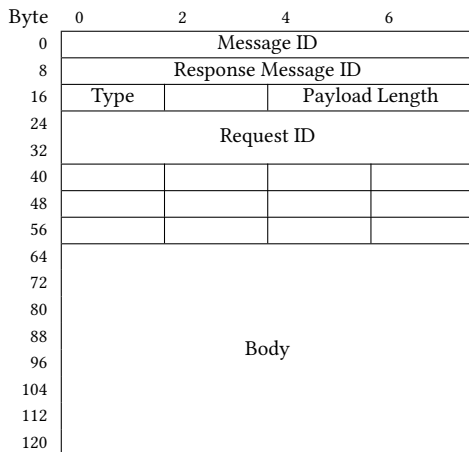 Byte 0 2 4 6
0 Message ID
8 Response Message ID
16 Type Payload Length
24
Request ID
32
40
48
56
64
72
80
88
Body
96
104
112
120